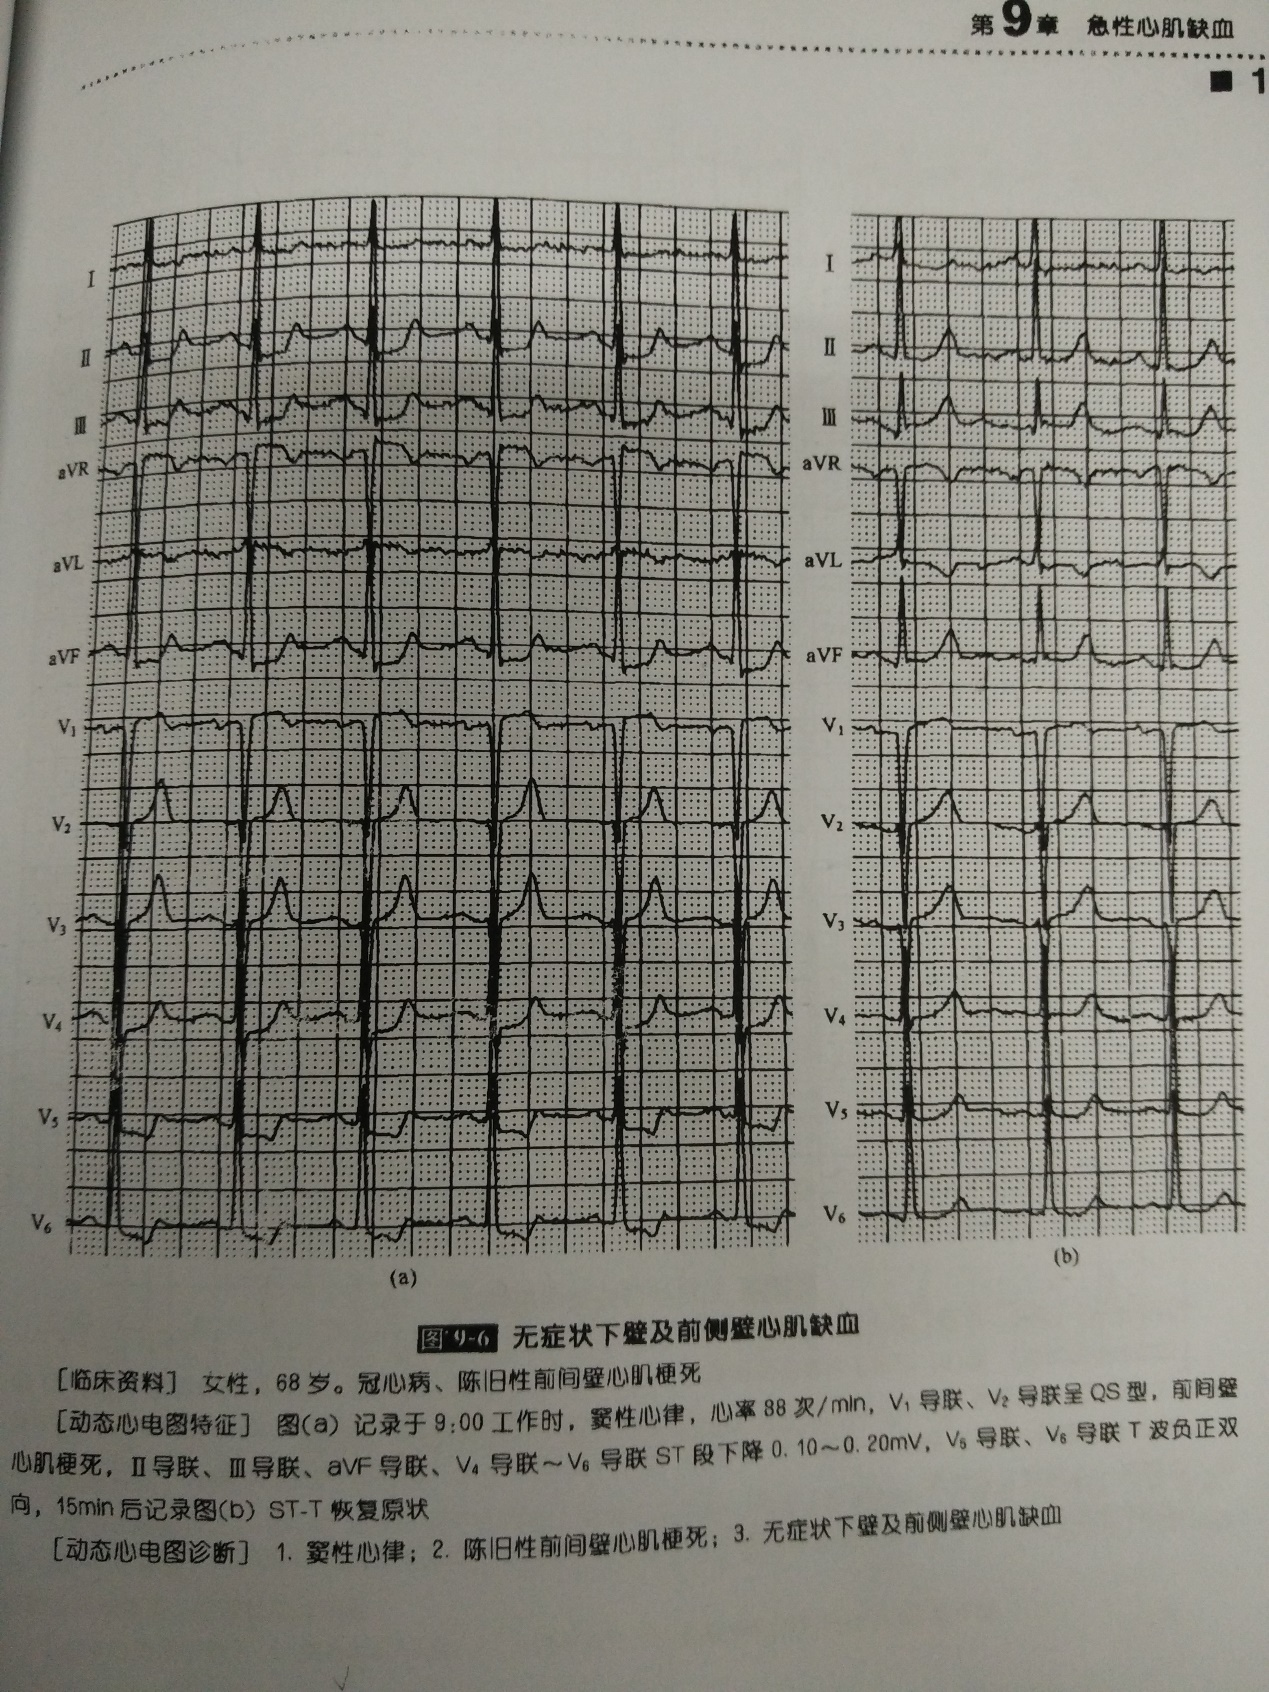 第9章 急性心肌缺血
■ 1
I
II
III
aVR
aVL
aVF
V1
V2
V3
V4
V5
V6
(a)
I
II
III
aVR
aVL
aVF
V1
V2
V3
V4
V5
V6
(b)
图 9-6 无症状下壁及前侧壁心肌缺血
[临床资料] 女性，68 岁。冠心病、陈旧性前间壁心肌梗死
[动态心电图特征] 图(a) 记录于 9:00 工作时，窦性心律，心率 88 次/min，V1 导联、V2 导联呈 QS 型，前间壁
心肌梗死，II 导联、III 导联、aVF 导联、V4 导联～V6 导联 ST 段下降 0.10～0.20mV，V5 导联、V6 导联 T 波负正双
向，15min 后记录图(b) ST-T 恢复原状
[动态心电图诊断] 1. 窦性心律；2. 陈旧性前间壁心肌梗死；3. 无症状下壁及前侧壁心肌缺血